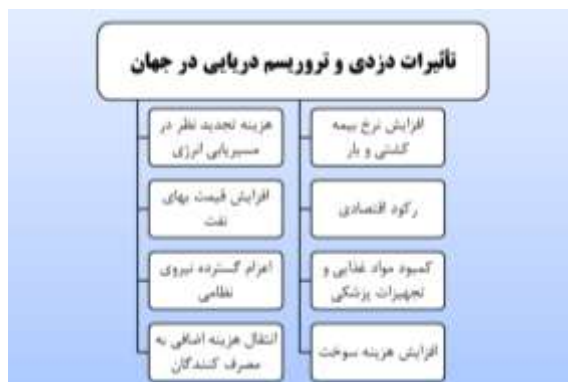 تأثیرات دزدی و تروریسم دریایی در جهان
افزایش نرخ بیمه
کشتی و بار
رکود اقتصادی
کمبود مواد غذایی و
تجهیزات پزشکی
افزایش هزینه سوخت
هزینه تجدید نظر در
مسیریابی انرژی
افزایش قیمت بهای
نفت
اعزام گسترده نیروی
نظامی
انتقال هزینه اضافی به
مصرف کنندگان